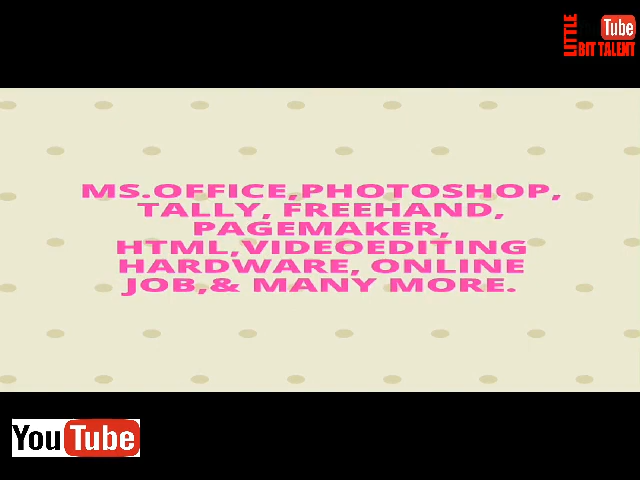 LITTLE
Tube
BIT TALENT
MS.OFFICE,PHOTOSHOP,
TALLY, FREEHAND,
PAGEMAKER,
HTML,VIDEOEDITING
HARDWARE, ONLINE
JOB,& MANY MORE.
YouTube